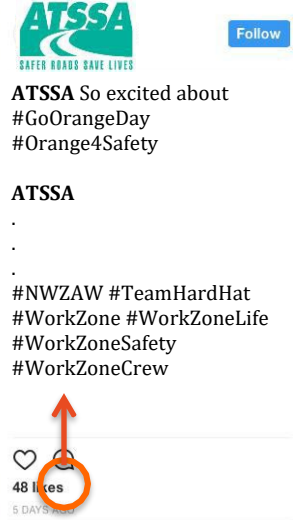 ATSSA
SAFER ROADS SAVE LIVES
Follow
ATSSA So excited about
#GoOrangeDay
#Orange4Safety
ATSSA
.
.
.
#NWZAW #TeamHardHat
#WorkZone #WorkZoneLife
#WorkZoneSafety
#WorkZoneCrew
48 likes
5 DAYS AGO